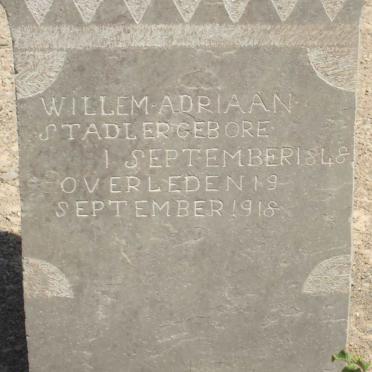 WILLEM·ADRIAAN
STADLER GEBORE
1 SEPTEMBER 1848
OVERLEDEN 19
SEPTEMBER 1918